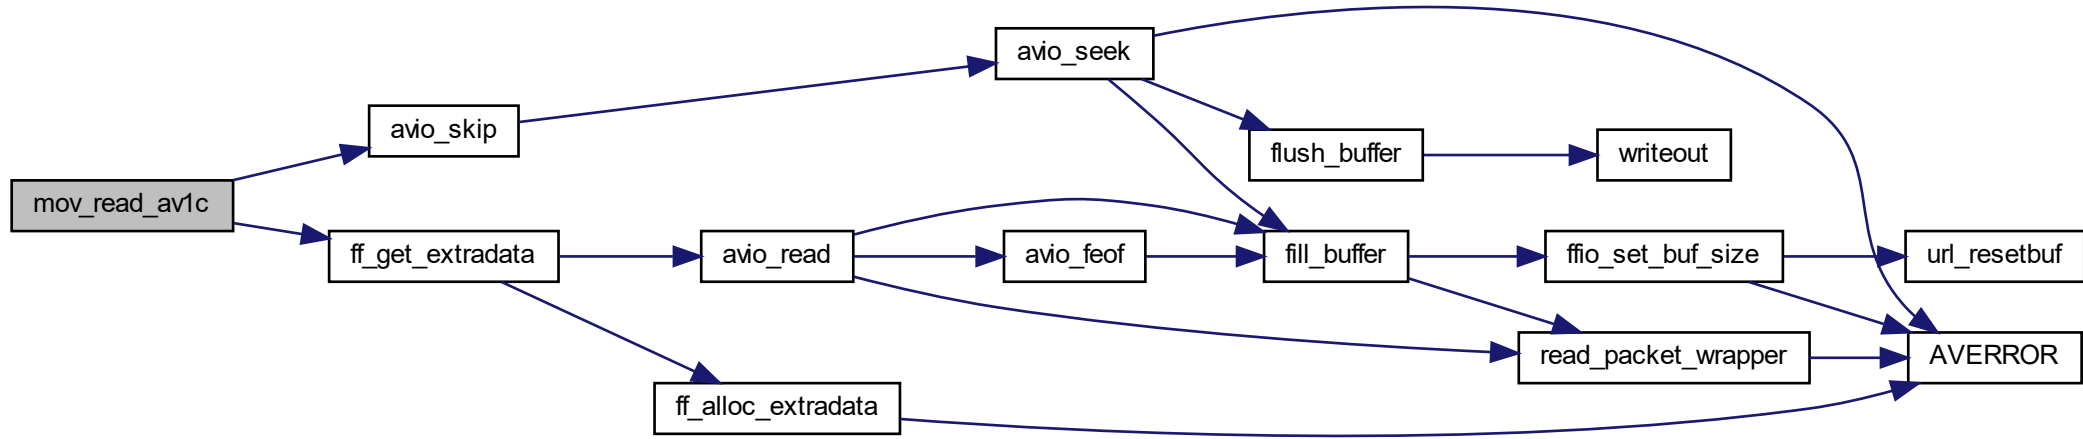 mov_read_av1c
avio_skip
ff_get_extradata
avio_seek
avio_read
ff_alloc_extradata
avio_feof
flush_buffer
fill_buffer
writeout
ffio_set_buf_size
read_packet_wrapper
url_resetbuf
AVERROR